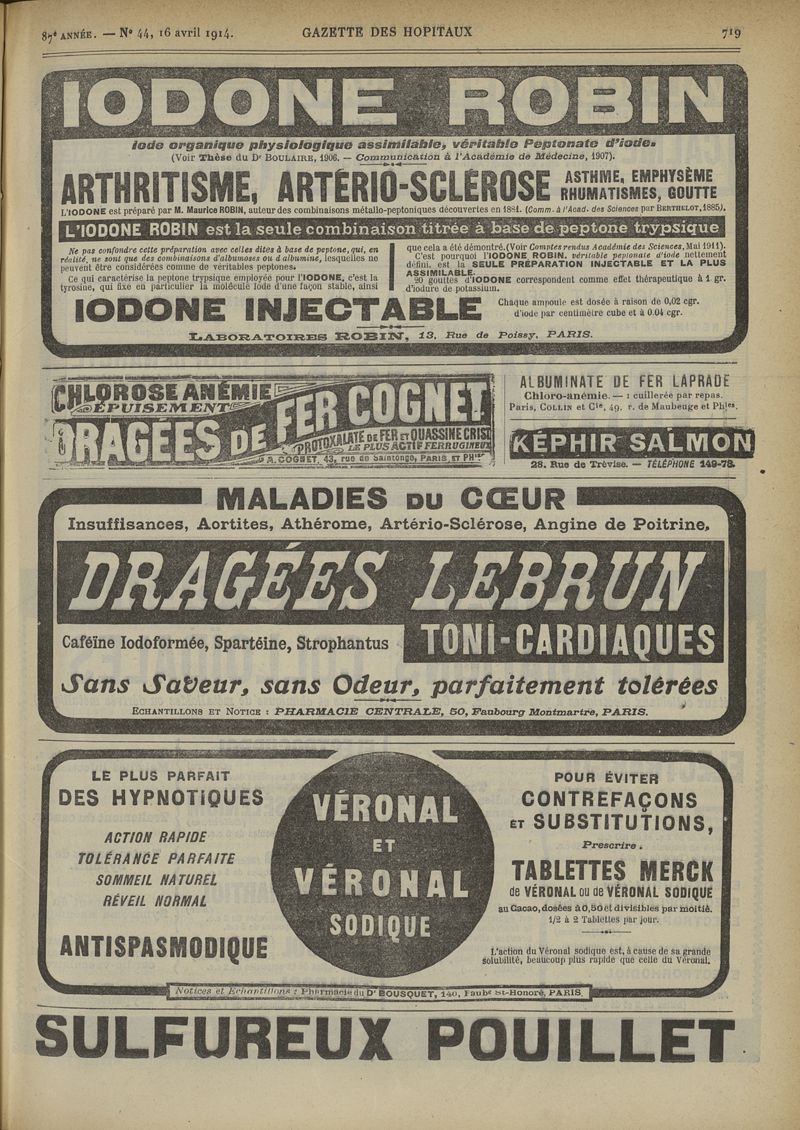 87e ANNÉE. — No 44, 16 avril 1914.
GAZETTE DES HOPITAUX
719
IODONE ROBIN
Iode organique physiologique assimilable, véritable Peptonate d'iode.
(Voir Thèse du Dr BOULAIRE, 1906. — Communication à l'Académie de Médecine, 1907).
ARTHRITISME, ARTÉRIO-SCLÉROSE
ASTHME, EMPHYSÈME
RHUMATISMES, GOUTTE
L'IODONE est préparé par M. Maurice ROBIN, auteur des combinaisons métallo-peptoniques découvertes en 1881. (Comm. à l'Acad. des Sciences par BERTHELOT, 1885).
L'IODONE ROBIN est la seule combinaison titrée à base de peptone trypsique
Ne pas confondre cette préparation avec celles dites à base de peptone, qui, en
réalité, ne sont que des combinaisons d'albumoses ou d'albumine, lesquelles ne
peuvent être considérées comme de véritables peptones.
Ce qui caractérise la peptone trypsique employée pour l'IODONE, c'est la
tyrosine, qui fixe en particulier la molécule iode d'une façon stable, ainsi
que cela a été démontré. (Voir Comptes rendus Académie des Sciences, Mai 1911).
C'est pourquoi l'IODONE ROBIN, véritable peptonate d'iode nettement
défini, est la SEULE PRÉPARATION INJECTABLE ET LA PLUS
ASSIMILABLE.
20 gouttes d'IODONE correspondent comme effet thérapeutique à 1 gr.
d'iodure de potassium.
IODONE INJECTABLE
Chaque ampoule est dosée à raison de 0,02 cgr.
d'iode par centimètre cube et à 0.04 cgr.
LABORATOIRES ROBIN, 13, Rue de Poissy, PARIS.
CHLOROSE ANÉMIE
ÉPUISEMENT
DRAGÉES DE FER COGNET
PROTOXALATE DE FER ET QUASSINE CRIST
LE PLUS ACTIF FERRUGINEUX
A. COGNET, 43, rue de Saintonge, PARIS ET PHies
ALBUMINATE DE FER LAPRADE
Chloro-anémie. — 1 cuillerée par repas.
Paris, COLLIN et Cie, 49, r. de Maubeuge et Phies.
KÉPHIR SALMON
28, Rue de Trévise. — TÉLÉPHONE 149-78.
MALADIES DU CŒUR
Insuffisances, Aortites, Athérome, Artério-Sclérose, Angine de Poitrine.
DRAGÉES LEBRUN
Caféine Iodoformée, Spartéine, Strophantus
TONI-CARDIAQUES
Sans Saveur, sans Odeur, parfaitement tolérées
ECHANTILLONS ET NOTICE : PHARMACIE CENTRALE, 50, Faubourg Montmartre, PARIS.
LE PLUS PARFAIT
DES HYPNOTIQUES
ACTION RAPIDE
TOLÉRANCE PARFAITE
SOMMEIL NATUREL
RÉVEIL NORMAL
ANTISPASMODIQUE
VÉRONAL
ET
VÉRONAL
SODIQUE
POUR ÉVITER
CONTREFAÇONS
ET SUBSTITUTIONS,
Prescrire.
TABLETTES MERCK
de VÉRONAL ou de VÉRONAL SODIQUE
au Cacao, dosées à 0,50 et divisibles par moitié.
1/2 à 2 Tablettes par jour.
L'action du Véronal sodique est, à cause de sa grande
solubilité, beaucoup plus rapide que celle du Véronal.
Notices et Echantillons : Pharmacie du Dr BOUSQUET, 140, Faubg St-Honoré, PARIS.
SULFUREUX POUILLET